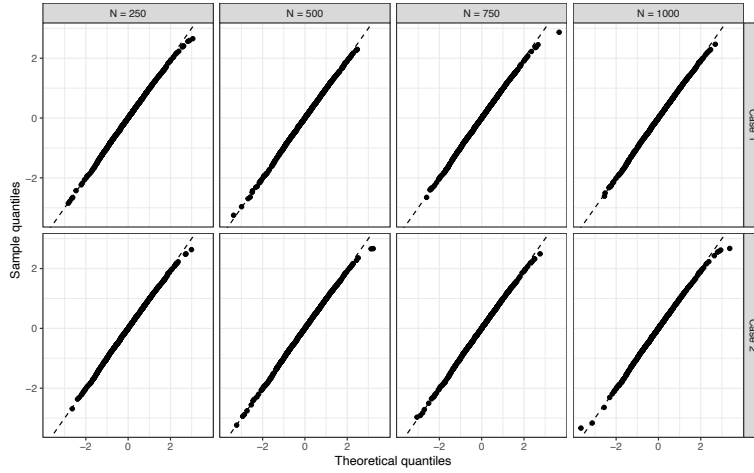 N = 250 N = 500 N = 750 N = 1000
2
0
−2
Case 1
Sample quantiles
2
0
−2
Case 2
−2 0 2 −2 0 2 −2 0 2 −2 0 2
Theoretical quantiles